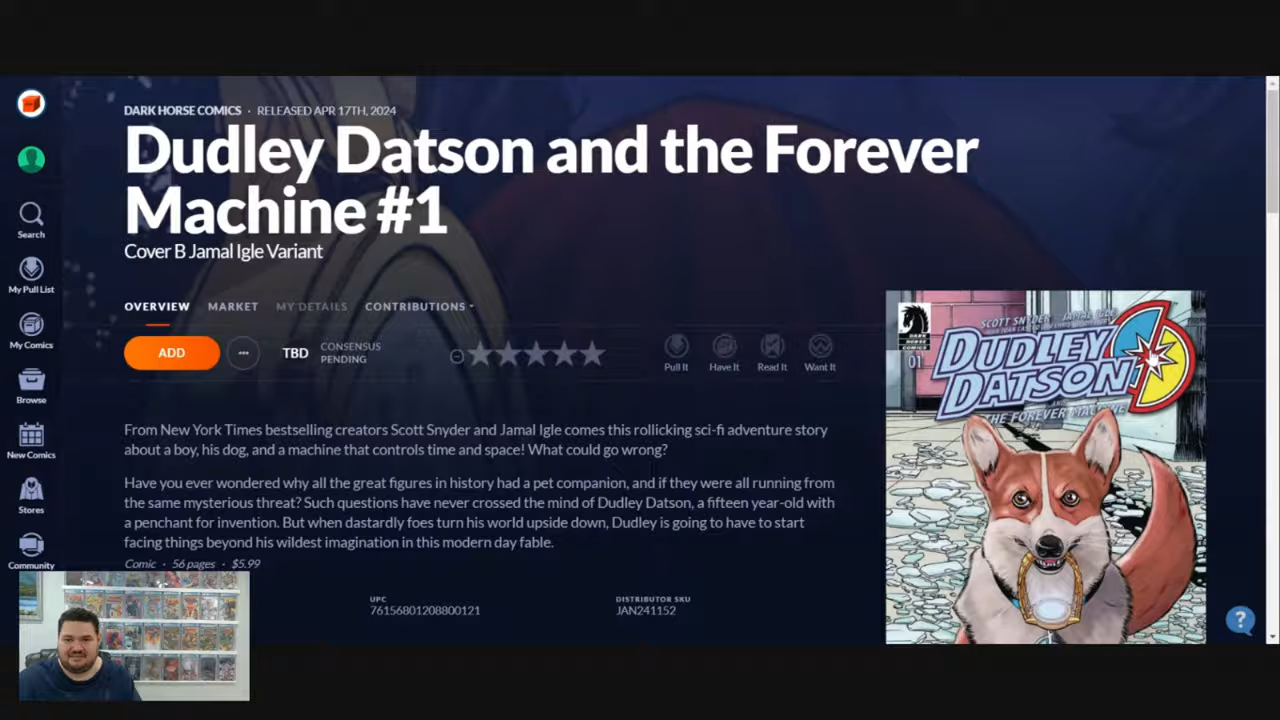 DARK HORSE COMICS · RELEASED APR 17TH, 2024
Dudley Datson and the Forever
Machine #1
Cover B Jamal Igle Variant
Search
My Pull List
My Comics
Browse
New Comics
Stores
Community
OVERVIEW MARKET MY DETAILS CONTRIBUTIONS
ADD
TBD
CONSENSUS
PENDING
Pull It Have It Read It Want It
From New York Times bestselling creators Scott Snyder and Jamal Igle comes this rollicking sci-fi adventure story
about a boy, his dog, and a machine that controls time and space! What could go wrong?
Have you ever wondered why all the great figures in history had a pet companion, and if they were all running from
the same mysterious threat? Such questions have never crossed the mind of Dudley Datson, a fifteen year-old with
a penchant for invention. But when dastardly foes turn his world upside down, Dudley is going to have to start
facing things beyond his wildest imagination in this modern day fable.
Comic · 56 pages · $5.99
UPC
76156801208800121
DISTRIBUTOR SKU
JAN241152
DARK
HORSE
COMICS
01
SCOTT SNYDER JAMAL IGLE
DUDLEY
DATSON
AND
THE FOREVER MACHINE
?